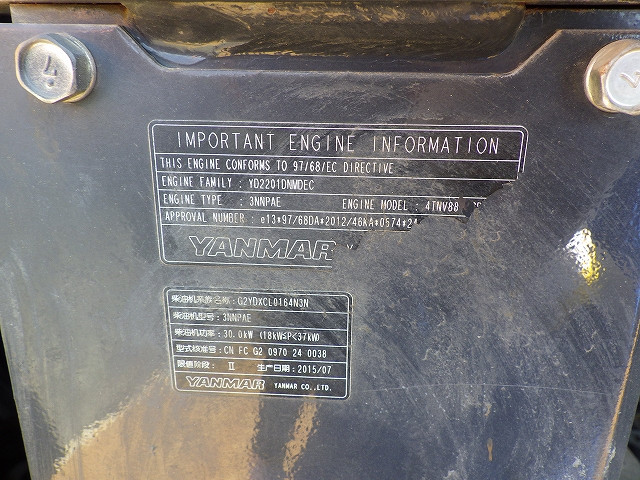 IMPORTANT ENGINE INFORMATION
THIS ENGINE CONFORMS TO 97/68/EC DIRECTIVE
ENGINE FAMILY : YD2201DNMDEC
ENGINE TYPE : 3NNPAE ENGINE MODEL : 4TNV88
APPROVAL NUMBER : e13*97/68DA*2012/46KA*0574*24
YANMAR
柴油机系族名称: G2YDXCL0164N3N
柴油机型号: 3NNPAE
柴油机功率: 30.0kW (18kW≤P<37kW)
型式核准号: CN FC G2 0970 24 0038
限值阶段: Ⅱ 生产日期: 2015/07
YANMAR YANMAR CO.,LTD.